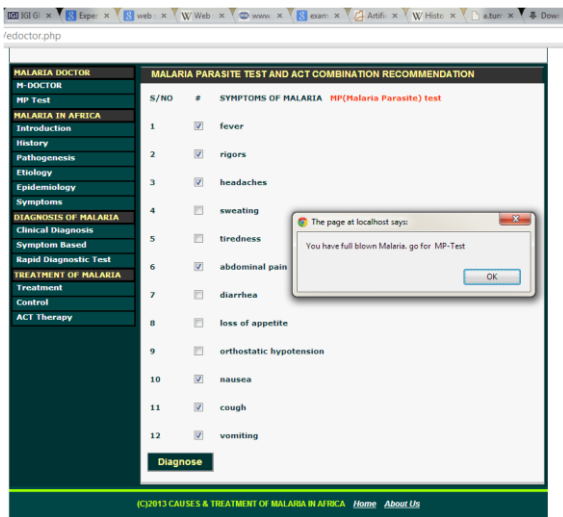 IGI GI × Exper × web × Web × www. × exam × Artifi × Histo × a.tum × Down
/edoctor.php
MALARIA DOCTOR
M-DOCTOR
MP Test
MALARIA IN AFRICA
Introduction
History
Pathogenesis
Etiology
Epidemiology
Symptoms
DIAGNOSIS OF MALARIA
Clinical Diagnosis
Symptom Based
Rapid Diagnostic Test
TREATMENT OF MALARIA
Treatment
Control
ACT Therapy
MALARIA PARASITE TEST AND ACT COMBINATION RECOMMENDATION
S/NO # SYMPTOMS OF MALARIA MP(Malaria Parasite) test
1 fever
2 rigors
3 headaches
4 sweating
5 tiredness
6 abdominal pain
7 diarrhea
8 loss of appetite
9 orthostatic hypotension
10 nausea
11 cough
12 vomiting
Diagnose
The page at localhost says:
You have full blown Malaria. go for MP-Test
OK
(C)2013 CAUSES & TREATMENT OF MALARIA IN AFRICA Home About Us